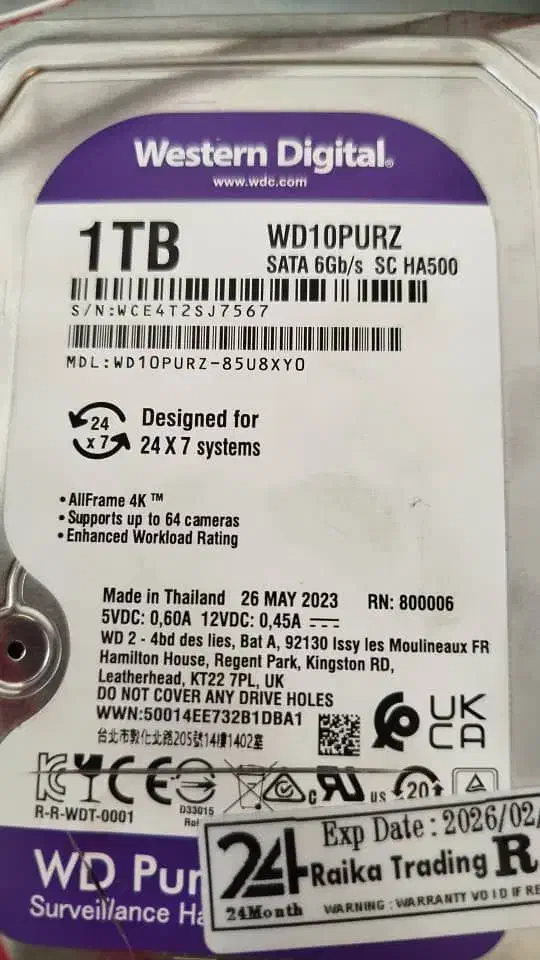 Western Digital®
www.wdc.com
1TB
WD10PURZ
SATA 6Gb/s SC HA500
S/N:WCE4T2SJ7567
MDL:WD10PURZ-85U8XY0
24
x 7
Designed for
24 X 7 systems
• AllFrame 4K ™
• Supports up to 64 cameras
• Enhanced Workload Rating
Made in Thailand 26 MAY 2023 RN: 800006
5VDC: 0,60A 12VDC: 0,45A
WD 2 - 4bd des lies, Bat A, 92130 Issy les Moulineaux FR
Hamilton House, Regent Park, Kingston RD,
Leatherhead, KT22 7PL, UK
DO NOT COVER ANY DRIVE HOLES
WWN:50014EE732B1DBA1
台北市敦化北路205號14樓1402室
UK
CA
CE
c RU us
20
R-R-WDT-0001
D33015
RoH
WD Pur
Surveillance Ha
24
24Month
Exp Date : 2026/02/
Raika Trading R
WARNING : WARRANTY VOID IF RE